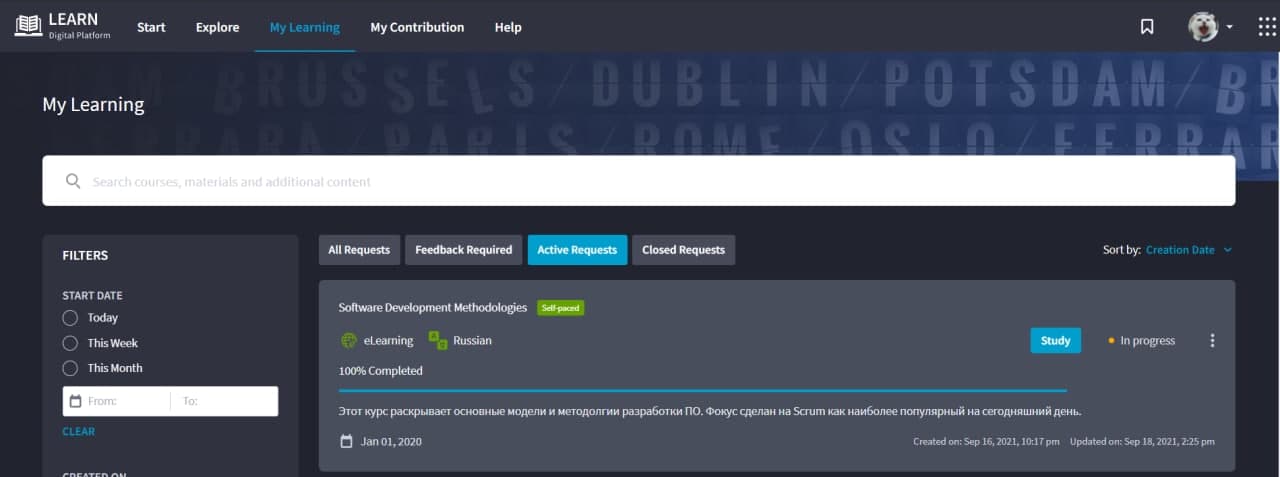 LEARN
Digital Platform
Start Explore My Learning My Contribution Help
DAM/BRUSSELS/DUBLIN/POTSDAM/BR
My Learning
FERRARA/PARIS/ROME/OSLO/FERRAR
Search courses, materials and additional content
FILTERS
START DATE
Today
This Week
This Month
From: To:
CLEAR
CREATED ON
All Requests Feedback Required Active Requests Closed Requests
Sort by: Creation Date
Software Development Methodologies Self-paced
eLearning Russian
Study In progress
100% Completed
Этот курс раскрывает основные модели и методолгии разработки ПО. Фокус сделан на Scrum как наиболее популярный на сегодняшний день.
Jan 01, 2020
Created on: Sep 16, 2021, 10:17 pm Updated on: Sep 18, 2021, 2:25 pm